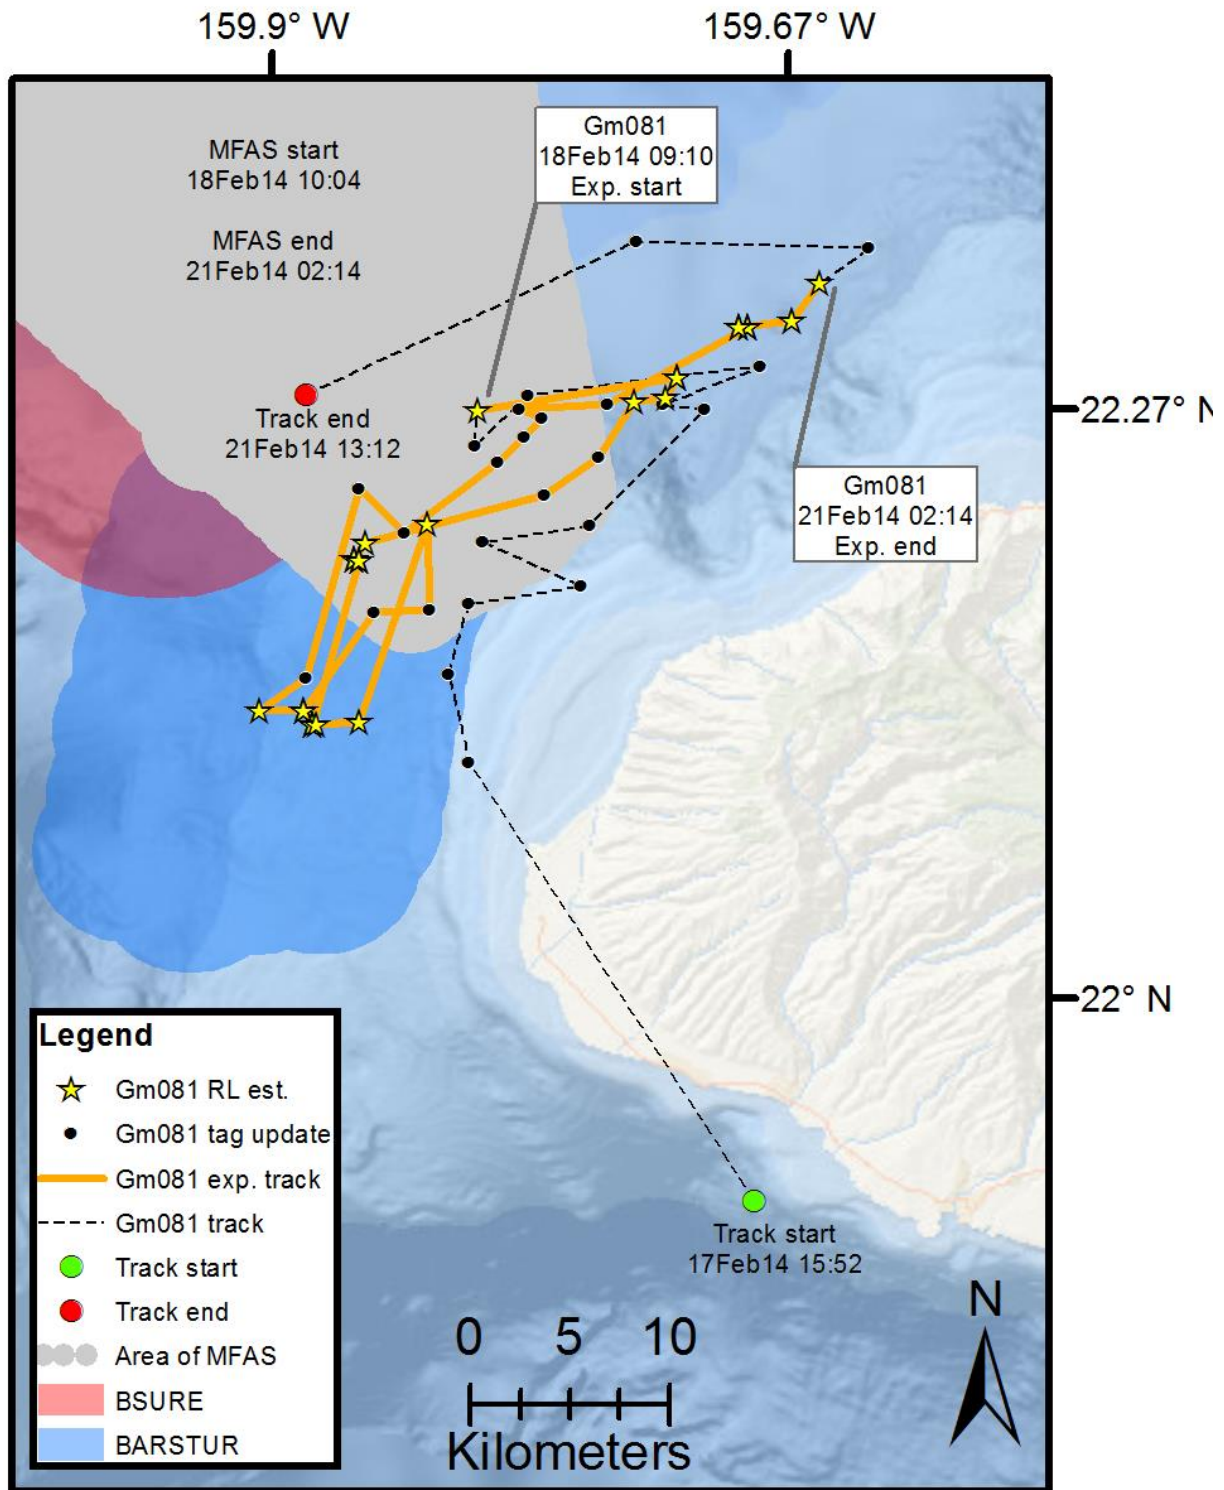 159.9° W
159.67° W
MFAS start
18Feb14 10:04
MFAS end
21Feb14 02:14
Gm081
18Feb14 09:10
Exp. start
Track end
21Feb14 13:12
22.27° N
Gm081
21Feb14 02:14
Exp. end
22° N
Legend
Gm081 RL est.
Gm081 tag update
Gm081 exp. track
Gm081 track
Track start
Track end
Area of MFAS
BSURE
BARSTUR
Track start
17Feb14 15:52
0 5 10
Kilometers
N